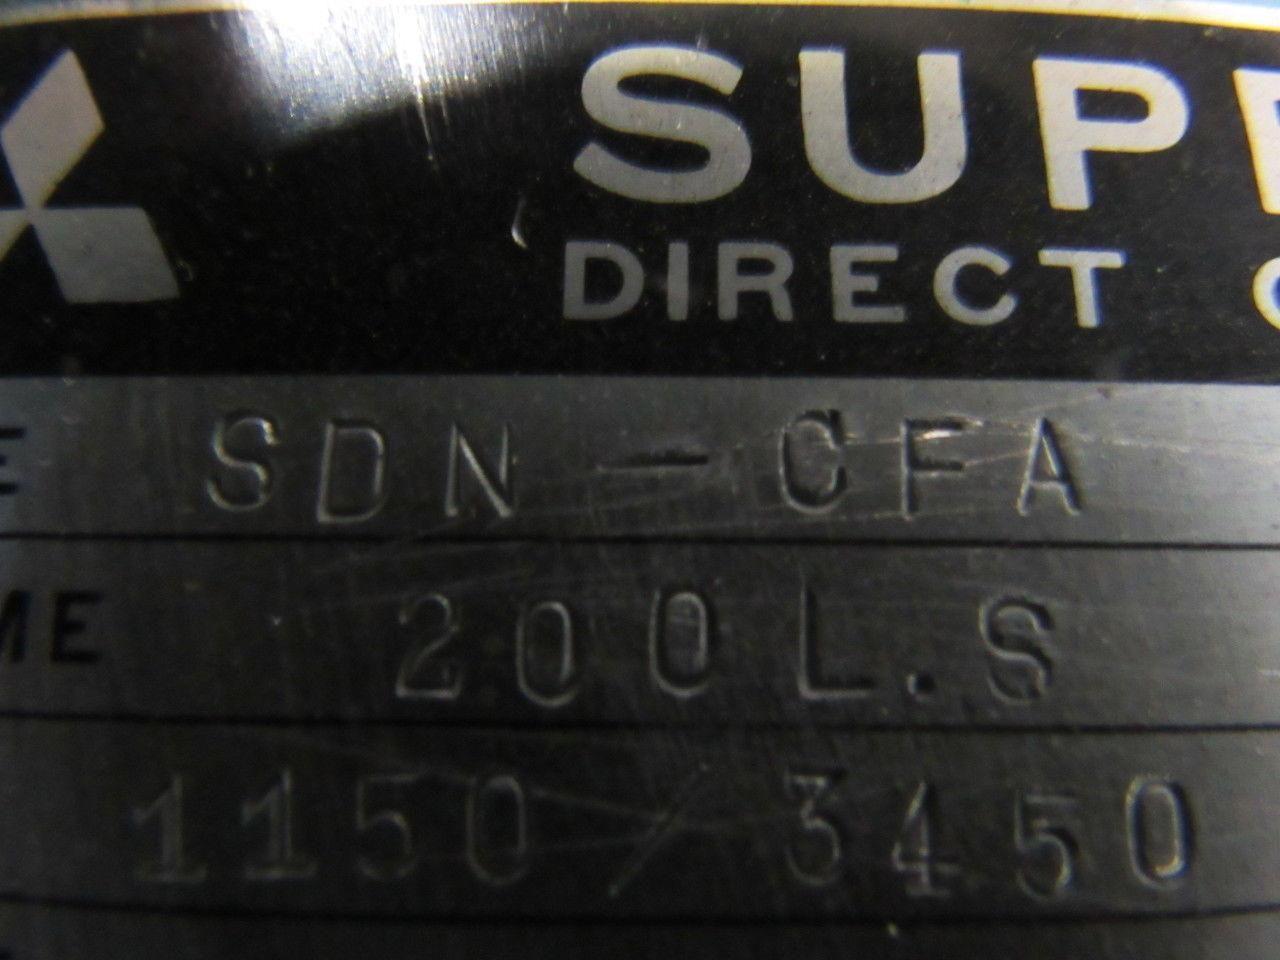 SUP
DIRECT
E SDN-CFA
ME 200L.S
1150/3450